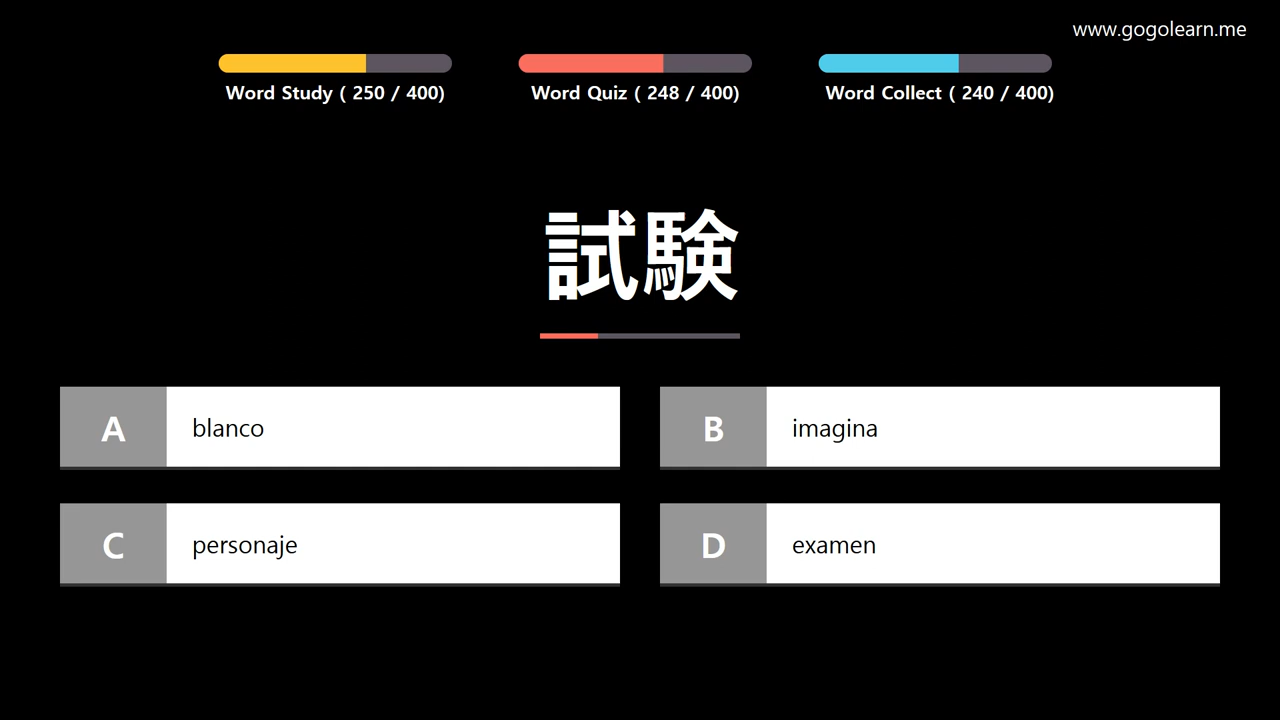 www.gogolearn.me
Word Study ( 250 / 400)
Word Quiz ( 248 / 400)
Word Collect ( 240 / 400)
試験
A blanco
B imagina
C personaje
D examen